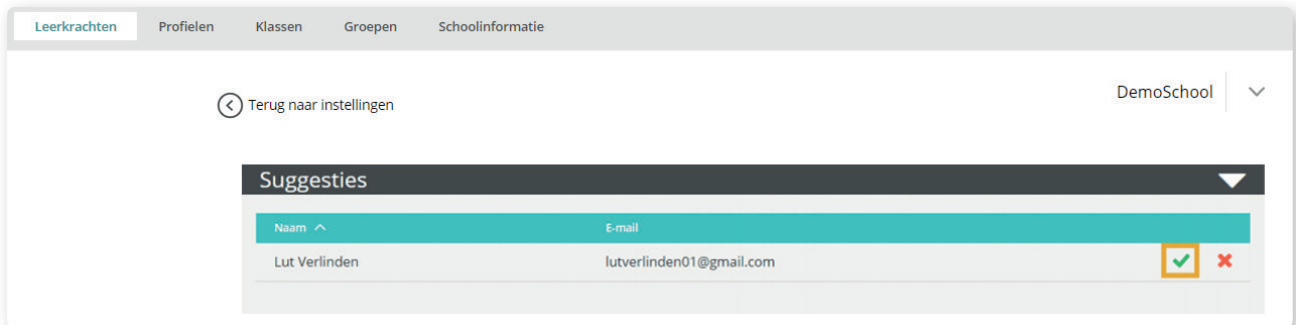 Leerkrachten Profielen Klassen Groepen Schoolinformatie
DemoSchool
Terug naar instellingen
Suggesties
Naam E-mail
Lut Verlinden lutverlinden01@gmail.com